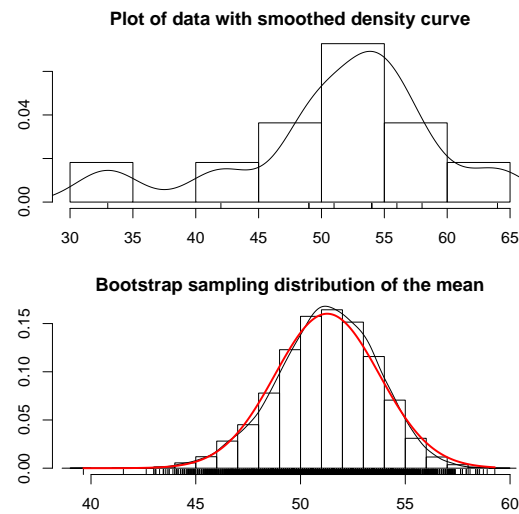 Plot of data with smoothed density curve
0.04
0.00
30 35 40 45 50 55 60 65
Bootstrap sampling distribution of the mean
0.15
0.10
0.05
0.00
40 45 50 55 60